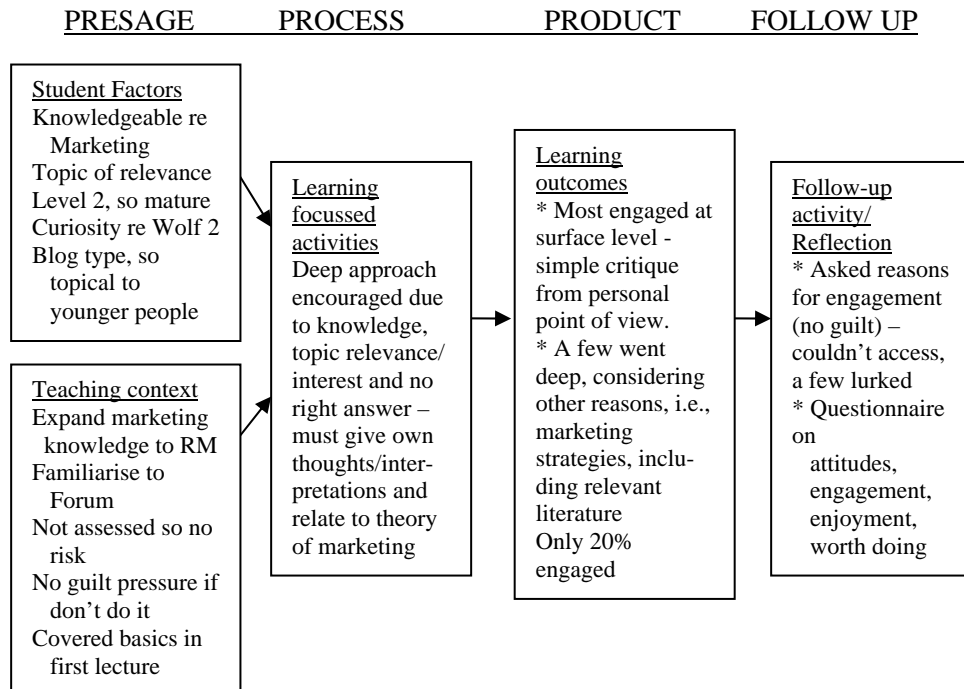 PRESAGE PROCESS PRODUCT FOLLOW UP
Student Factors
Knowledgeable re
Marketing
Topic of relevance
Level 2, so mature
Curiosity re Wolf 2
Blog type, so
topical to
younger people
Teaching context
Expand marketing
knowledge to RM
Familiarise to
Forum
Not assessed so no
risk
No guilt pressure if
don't do it
Covered basics in
first lecture
Learning
focussed
activities
Deep approach
encouraged due
to knowledge,
topic relevance/
interest and no
right answer –
must give own
thoughts/inter-
pretations and
relate to theory
of marketing
Learning
outcomes
* Most engaged at
surface level -
simple critique
from personal
point of view.
* A few went
deep, considering
other reasons, i.e.,
marketing
strategies, inclu-
ding relevant
literature
Only 20%
engaged
Follow-up
activity/
Reflection
* Asked reasons
for engagement
(no guilt) –
couldn't access,
a few lurked
* Questionnaire
on
attitudes,
engagement,
enjoyment,
worth doing